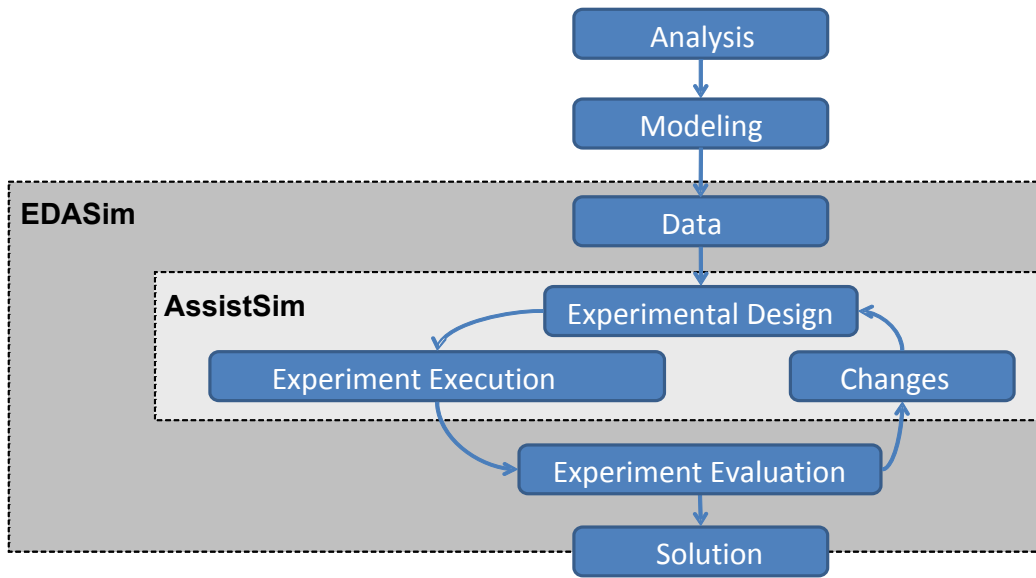 Analysis
Modeling
EDASim
Data
AssistSim
Experimental Design
Experiment Execution
Changes
Experiment Evaluation
Solution